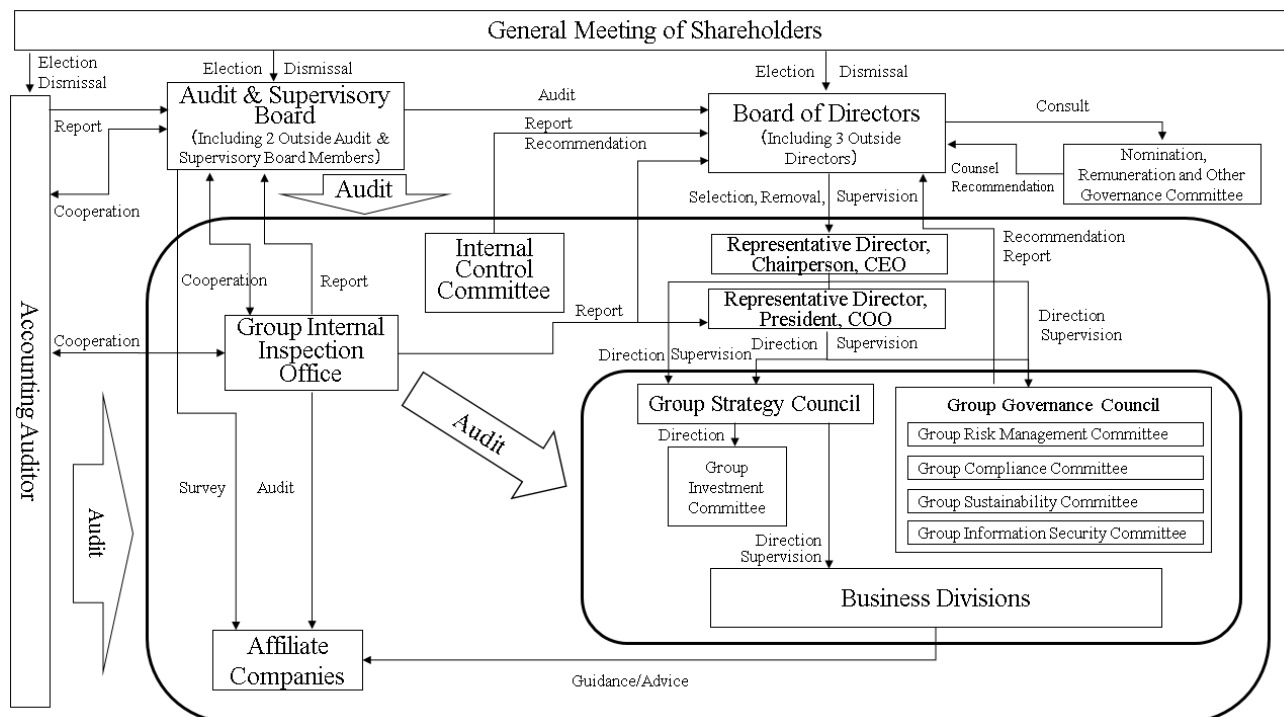 General Meeting of Shareholders
Election
Dismissal
Election
Dismissal
Election
Dismissal
Audit & Supervisory
Board
(Including 2 Outside Audit &
Supervisory Board Members)
Audit
Board of Directors
(Including 3 Outside
Directors)
Consult
Report
Report
Recommendation
Counsel
Recommendation
Nomination,
Remuneration and Other
Governance Committee
Audit
Cooperation
Selection, Removal,
Supervision
Accounting Auditor
Internal
Control
Committee
Representative Director,
Chairperson, CEO
Recommendation
Report
Cooperation
Report
Representative Director,
President, COO
Report
Direction
Supervision
Group Internal
Inspection
Office
Cooperation
Direction
Supervision
Direction
Supervision
Group Strategy Council
Group Governance Council
Group Risk Management Committee
Group Compliance Committee
Group Sustainability Committee
Group Information Security Committee
Audit
Direction
Group
Investment
Committee
Survey
Audit
Audit
Direction
Supervision
Business Divisions
Affiliate
Companies
Guidance/Advice